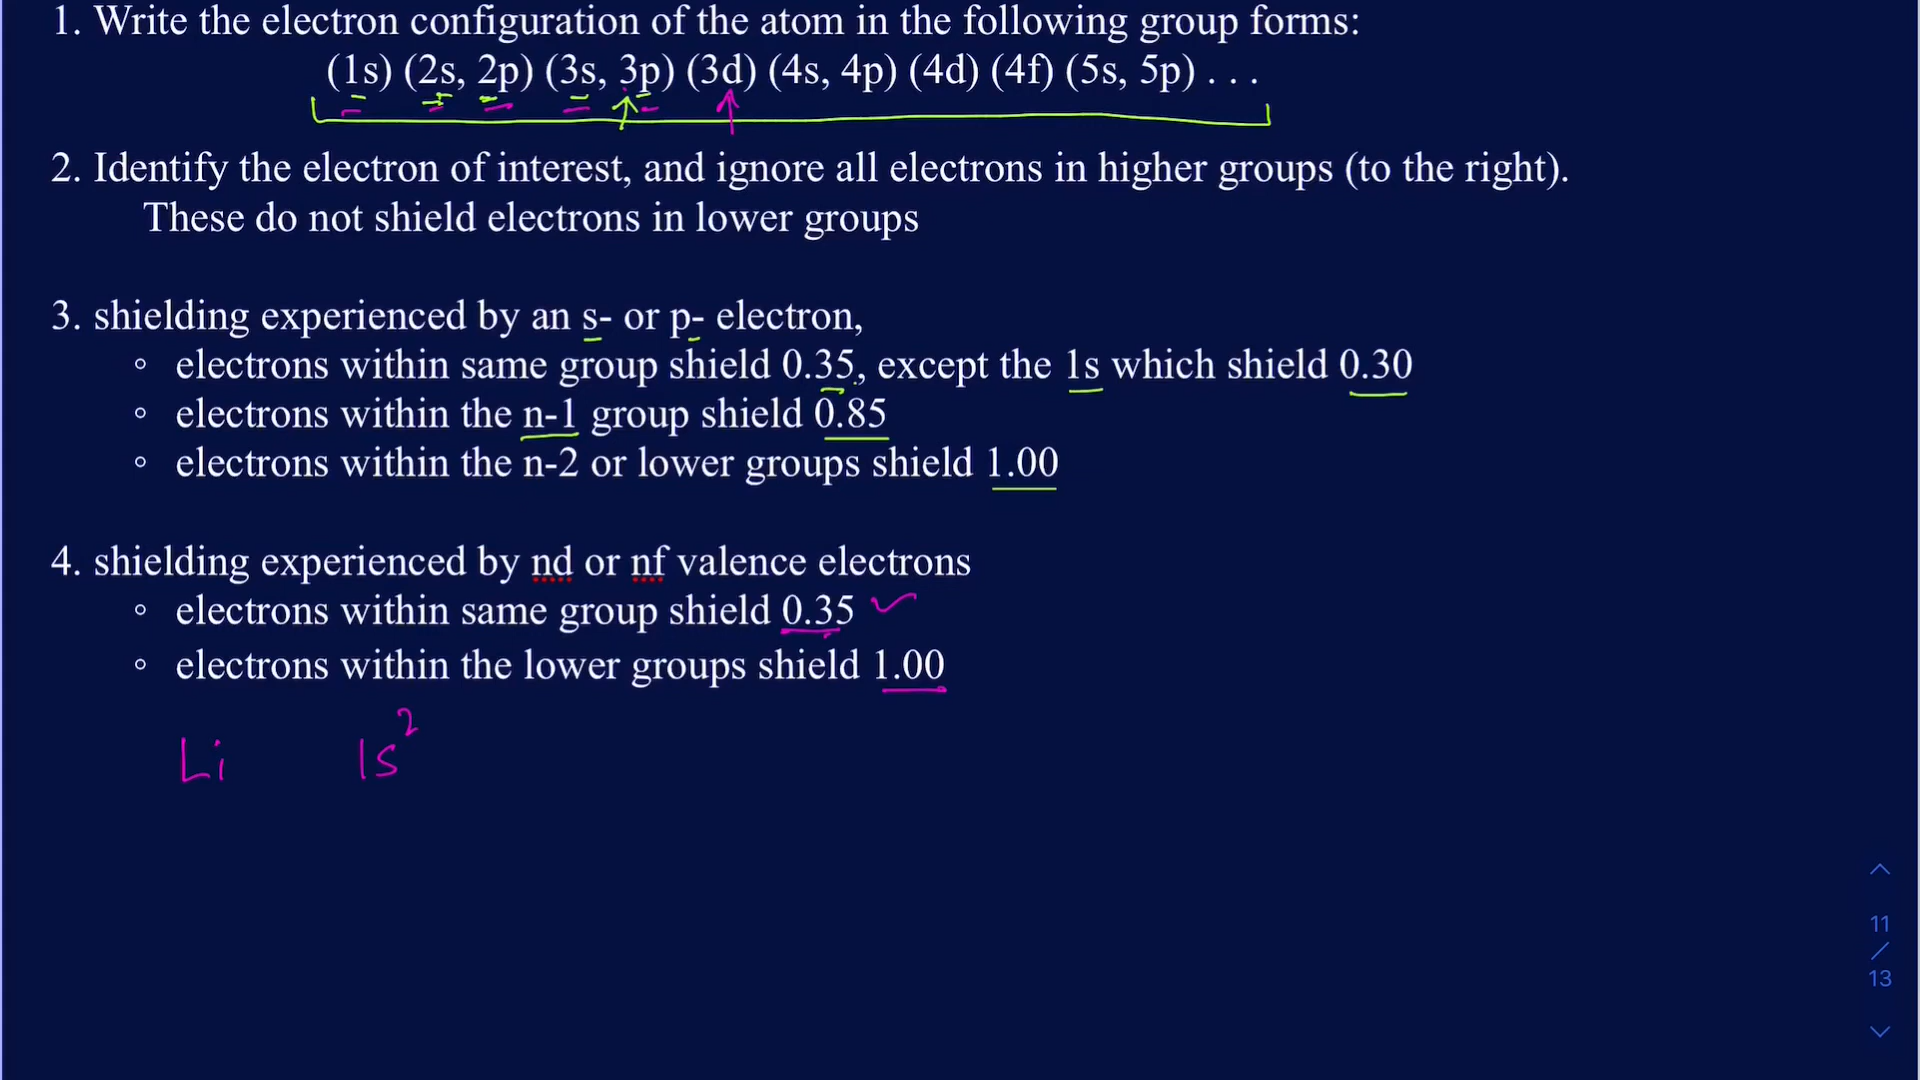 1. Write the electron configuration of the atom in the following group forms:
(1s) (2s, 2p) (3s, 3p) (3d) (4s, 4p) (4d) (4f) (5s, 5p) . . .
2. Identify the electron of interest, and ignore all electrons in higher groups (to the right).
These do not shield electrons in lower groups
3. shielding experienced by an s- or p- electron,
◦ electrons within same group shield 0.35, except the 1s which shield 0.30
◦ electrons within the n-1 group shield 0.85
◦ electrons within the n-2 or lower groups shield 1.00
4. shielding experienced by nd or nf valence electrons
◦ electrons within same group shield 0.35
◦ electrons within the lower groups shield 1.00
Li 1s²
11
/
13